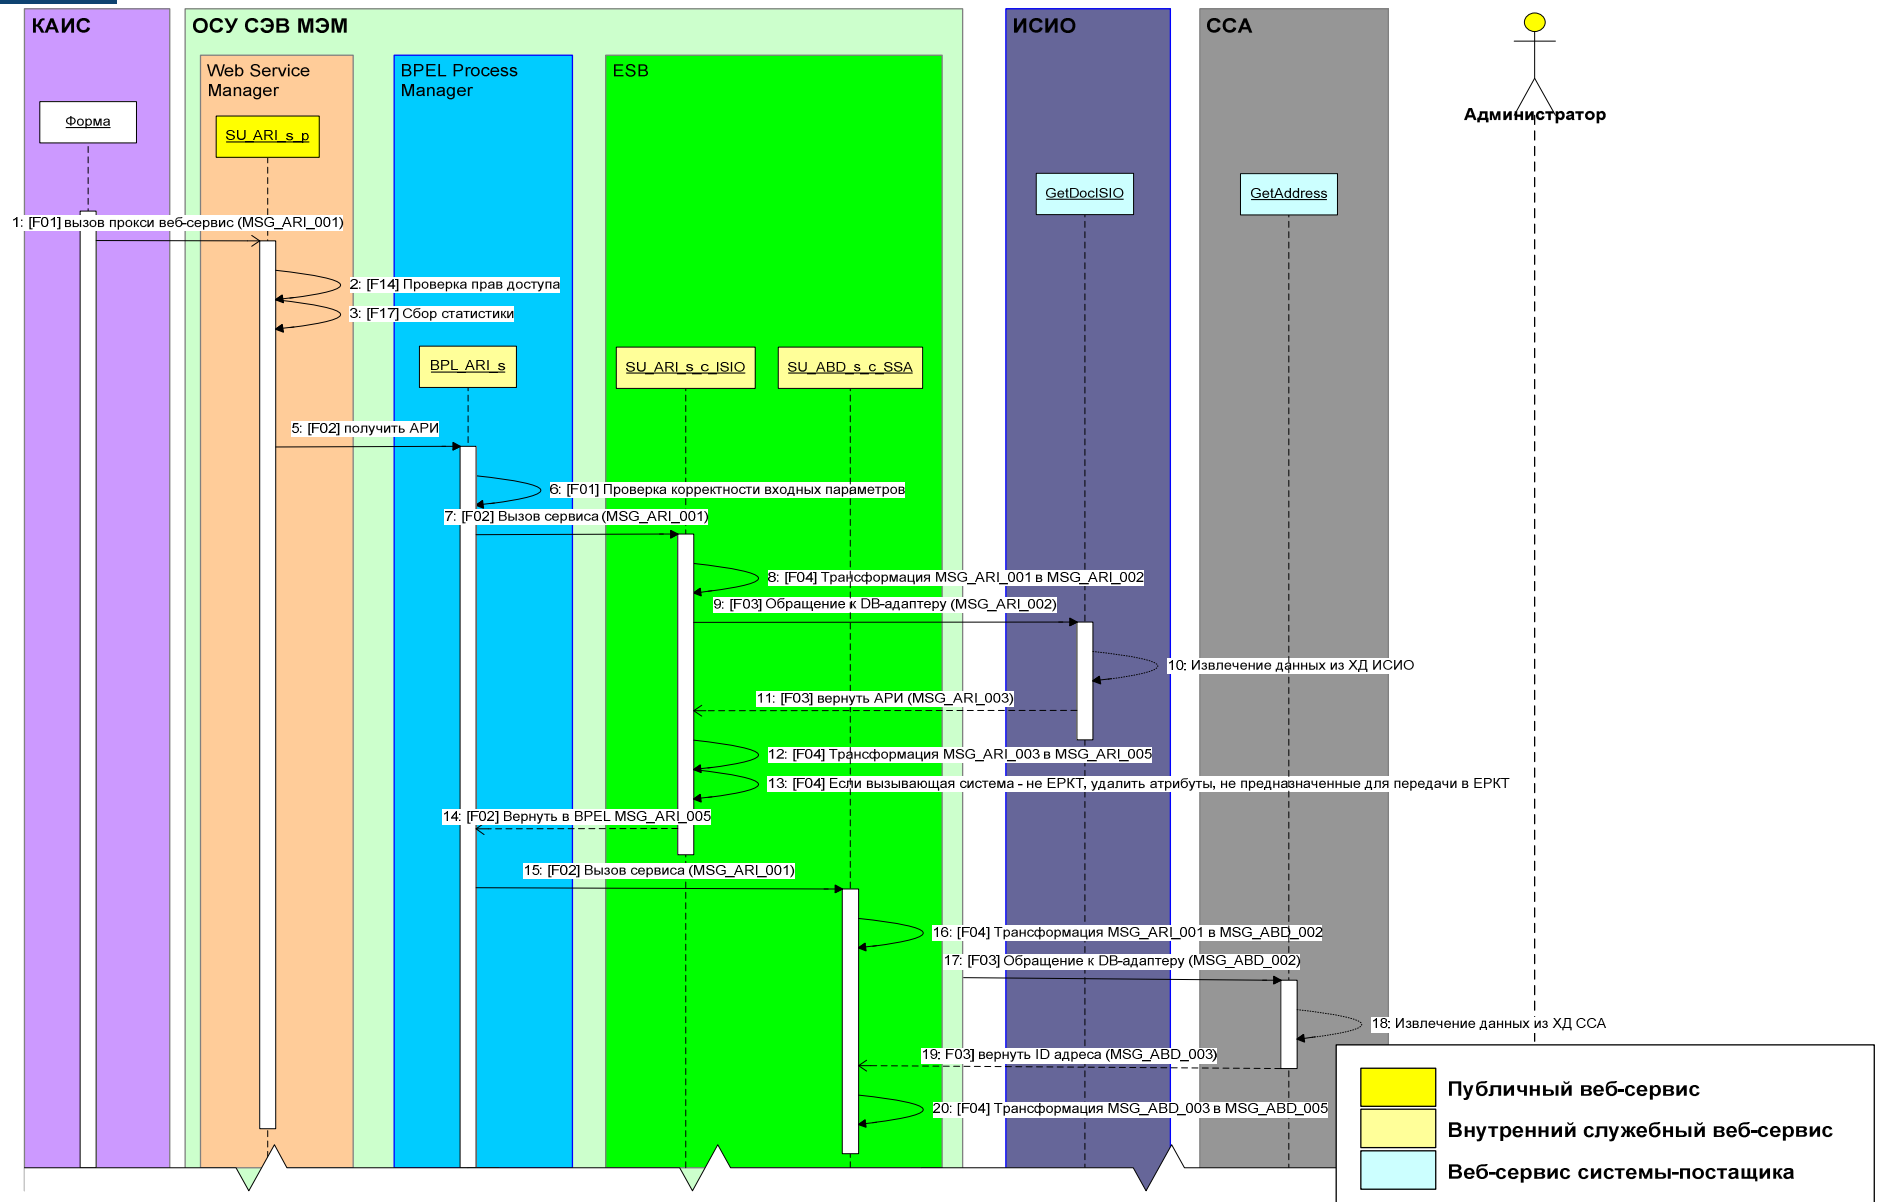 КАИС
ОСУ СЭВ МЭМ
ИСИО
ССА
Web Service
Manager
BPEL Process
Manager
ESB
Администратор
Форма
SU_ARI_s_p
GetDocISIO
GetAddress
1: [F01] вызов прокси веб-сервис (MSG_ARI_001)
2: [F14] Проверка прав доступа
3: [F17] Сбор статистики
BPL_ARI_s
SU_ARI_s_c_ISIO
SU_ABD_s_c_SSA
5: [F02] получить АРИ
6: [F01] Проверка корректности входных параметров
7: [F02] Вызов сервиса (MSG_ARI_001)
8: [F04] Трансформация MSG_ARI_001 в MSG_ARI_002
9: [F03] Обращение к DB-адаптеру (MSG_ARI_002)
10: Извлечение данных из ХД ИСИО
11: [F03] вернуть АРИ (MSG_ARI_003)
12: [F04] Трансформация MSG_ARI_003 в MSG_ARI_005
13: [F04] Если вызывающая система - не ЕРКТ, удалить атрибуты, не предназначенные для передачи в ЕРКТ
14: [F02] Вернуть в BPEL MSG_ARI_005
15: [F02] Вызов сервиса (MSG_ARI_001)
16: [F04] Трансформация MSG_ARI_001 в MSG_ABD_002
17: [F03] Обращение к DB-адаптеру (MSG_ABD_002)
18: Извлечение данных из ХД ССА
19: F03] вернуть ID адреса (MSG_ABD_003)
20: [F04] Трансформация MSG_ABD_003 в MSG_ABD_005
Публичный веб-сервис
Внутренний служебный веб-сервис
Веб-сервис системы-постащика